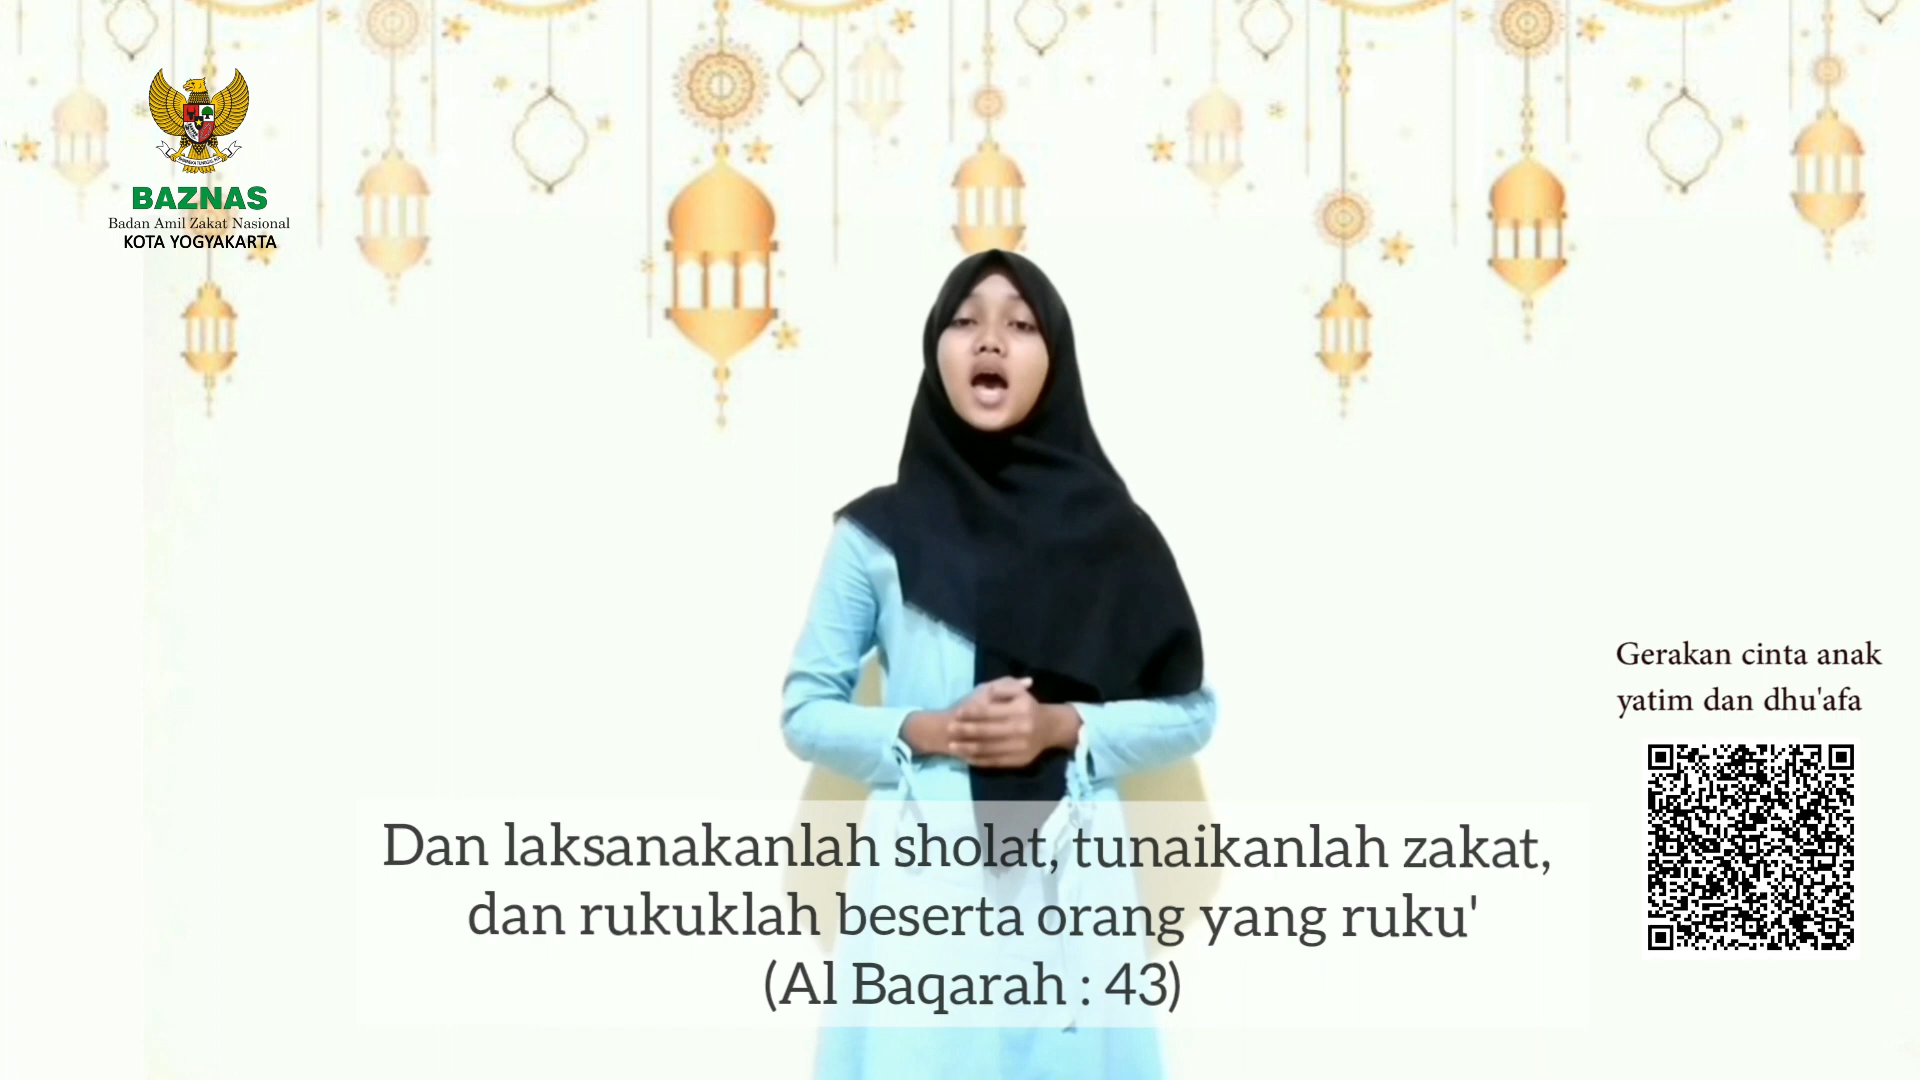 BAZNAS
Badan Amil Zakat Nasional
KOTA YOGYAKARTA
Gerakan cinta anak
yatim dan dhu'afa
Dan laksanakanlah sholat, tunaikanlah zakat,
dan rukuklah beserta orang yang ruku'
(Al Baqarah : 43)